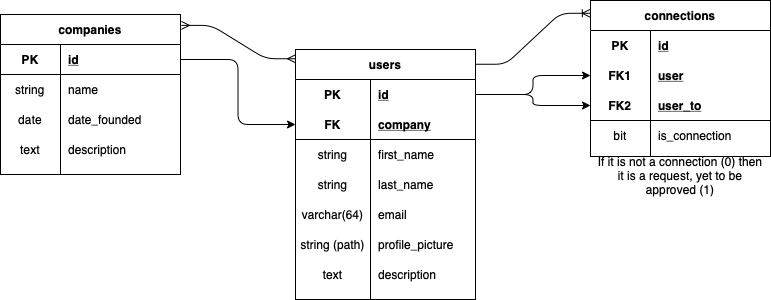 companies
PK id
string name
date date_founded
text description
users
PK id
FK company
string first_name
string last_name
varchar(64) email
string (path) profile_picture
text description
connections
PK id
FK1 user
FK2 user_to
bit is_connection
If it is not a connection (0) then
it is a request, yet to be
approved (1)